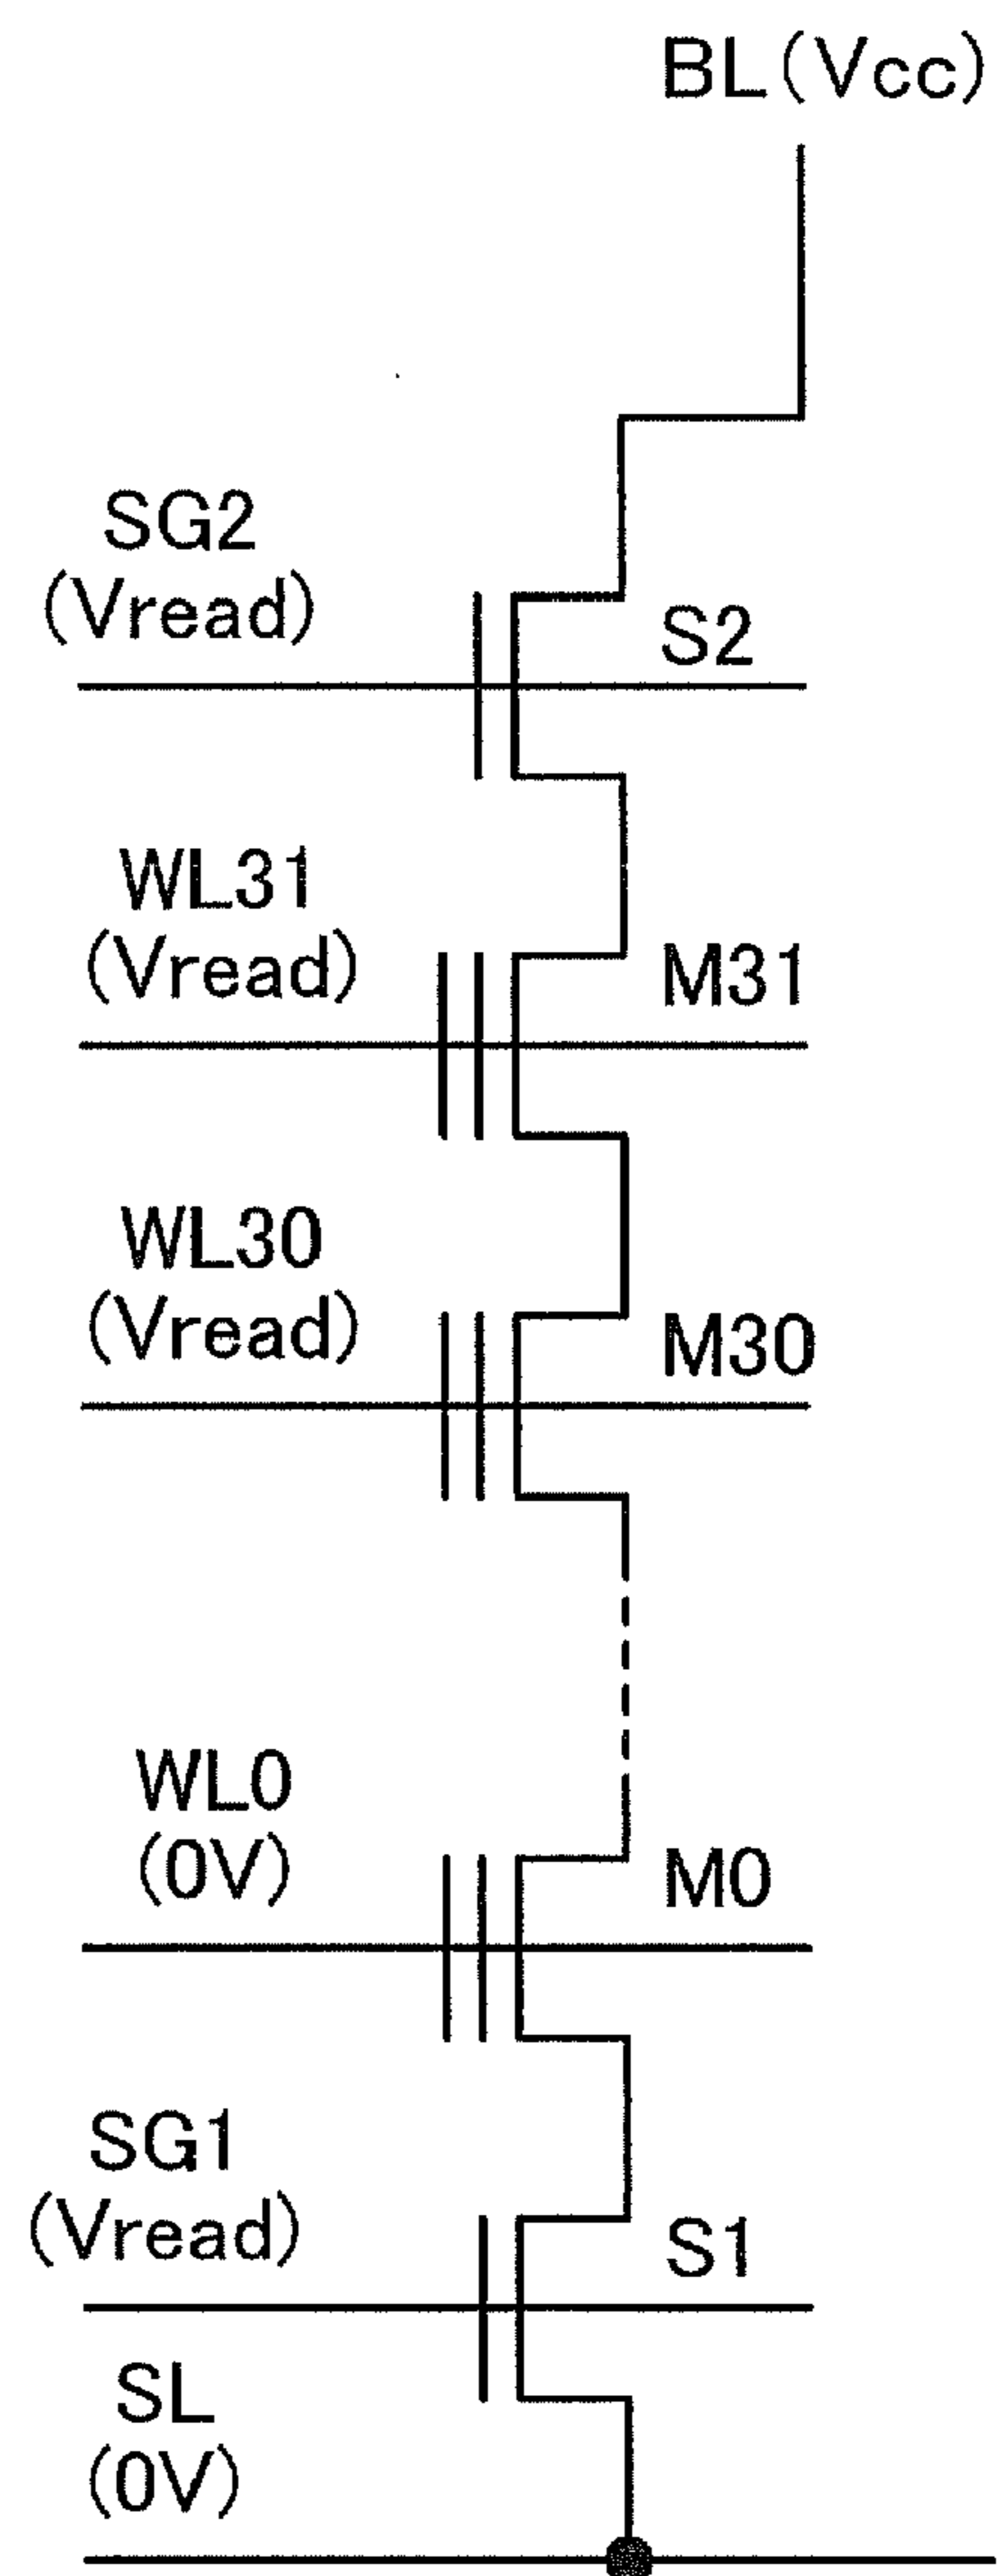 BL(Vcc)
SG2
(Vread)
S2
WL31
(Vread)
M31
WL30
(Vread)
M30
WL0
(0V)
M0
SG1
(Vread)
S1
SL
(0V)